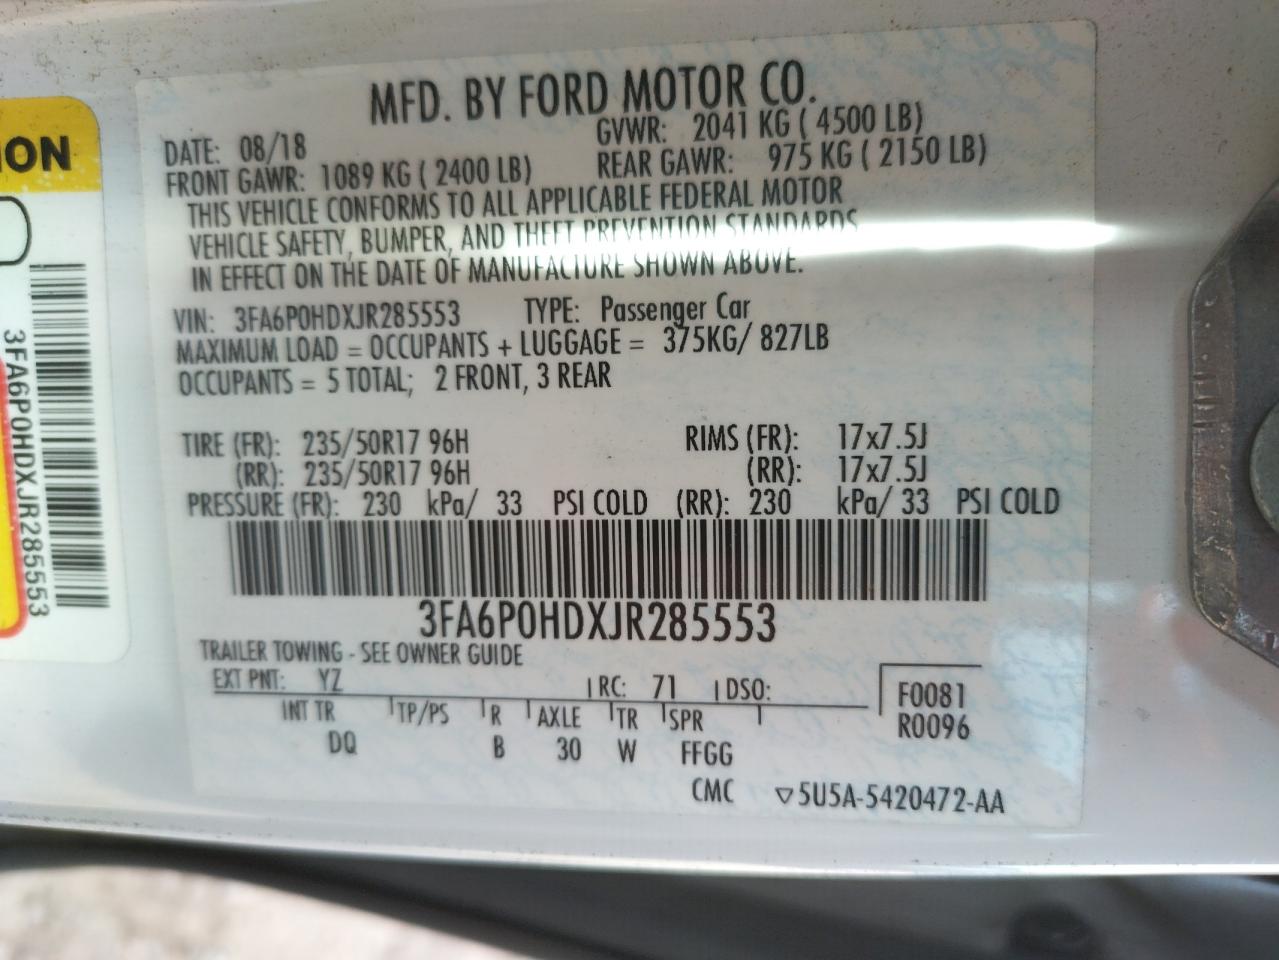 MFD. BY FORD MOTOR CO.
DATE: 08/18 GVWR: 2041 KG ( 4500 LB)
FRONT GAWR: 1089 KG ( 2400 LB) REAR GAWR: 975 KG ( 2150 LB)
THIS VEHICLE CONFORMS TO ALL APPLICABLE FEDERAL MOTOR
VEHICLE SAFETY, BUMPER, AND THEFT PREVENTION STANDARDS
IN EFFECT ON THE DATE OF MANUFACTURE SHOWN ABOVE.
VIN: 3FA6P0HDXJR285553 TYPE: Passenger Car
MAXIMUM LOAD = OCCUPANTS + LUGGAGE = 375KG/ 827LB
OCCUPANTS = 5 TOTAL; 2 FRONT, 3 REAR
TIRE (FR): 235/50R17 96H RIMS (FR): 17x7.5J
(RR): 235/50R17 96H (RR): 17x7.5J
PRESSURE (FR): 230 kPa/ 33 PSI COLD (RR): 230 kPa/ 33 PSI COLD
3FA6P0HDXJR285553
TRAILER TOWING - SEE OWNER GUIDE
EXT PNT: YZ RC: 71 DSO: F0081
INT TR TP/PS R AXLE TR SPR R0096
DQ B 30 W FFGG
CMC ▽5U5A-5420472-AA
ION
3FA6P0HDXJR285553